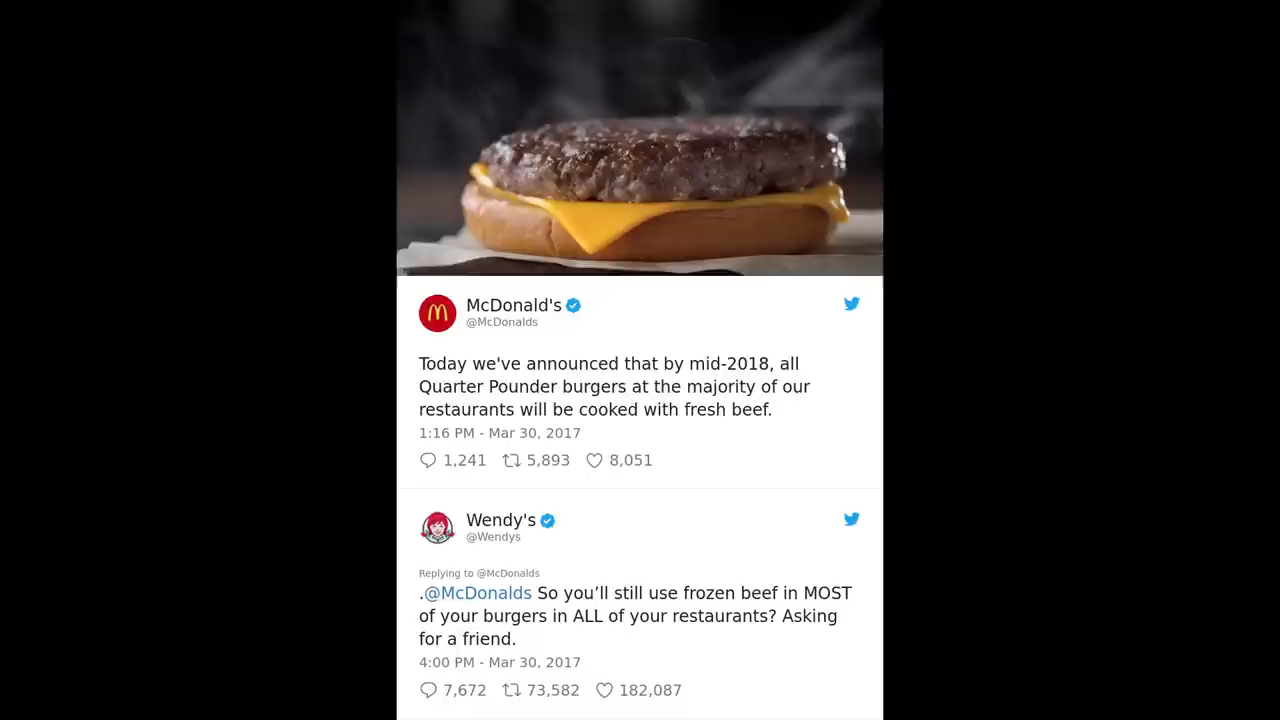 McDonald's
@McDonalds
Today we've announced that by mid-2018, all
Quarter Pounder burgers at the majority of our
restaurants will be cooked with fresh beef.
1:16 PM - Mar 30, 2017
1,241 5,893 8,051
Wendy's
@Wendys
Replying to @McDonalds
.@McDonalds So you’ll still use frozen beef in MOST
of your burgers in ALL of your restaurants? Asking
for a friend.
4:00 PM - Mar 30, 2017
7,672 73,582 182,087